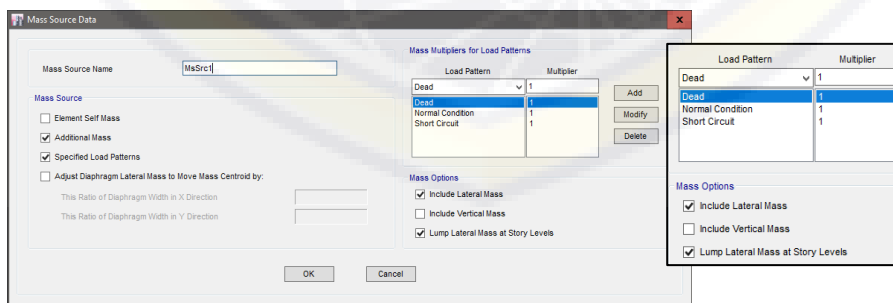 Mass Source Data
x
Mass Source Name
MsSrc1
Mass Source
Element Self Mass
Additional Mass
Specified Load Patterns
Adjust Diaphragm Lateral Mass to Move Mass Centroid by:
This Ratio of Diaphragm Width in X Direction
This Ratio of Diaphragm Width in Y Direction
Mass Multipliers for Load Patterns
Load Pattern Multiplier
Dead 1
Dead 1
Normal Condition 1
Short Circuit 1
Add
Modify
Delete
Mass Options
Include Lateral Mass
Include Vertical Mass
Lump Lateral Mass at Story Levels
OK Cancel
Load Pattern Multiplier
Dead 1
Dead 1
Normal Condition 1
Short Circuit 1
Mass Options
Include Lateral Mass
Include Vertical Mass
Lump Lateral Mass at Story Levels